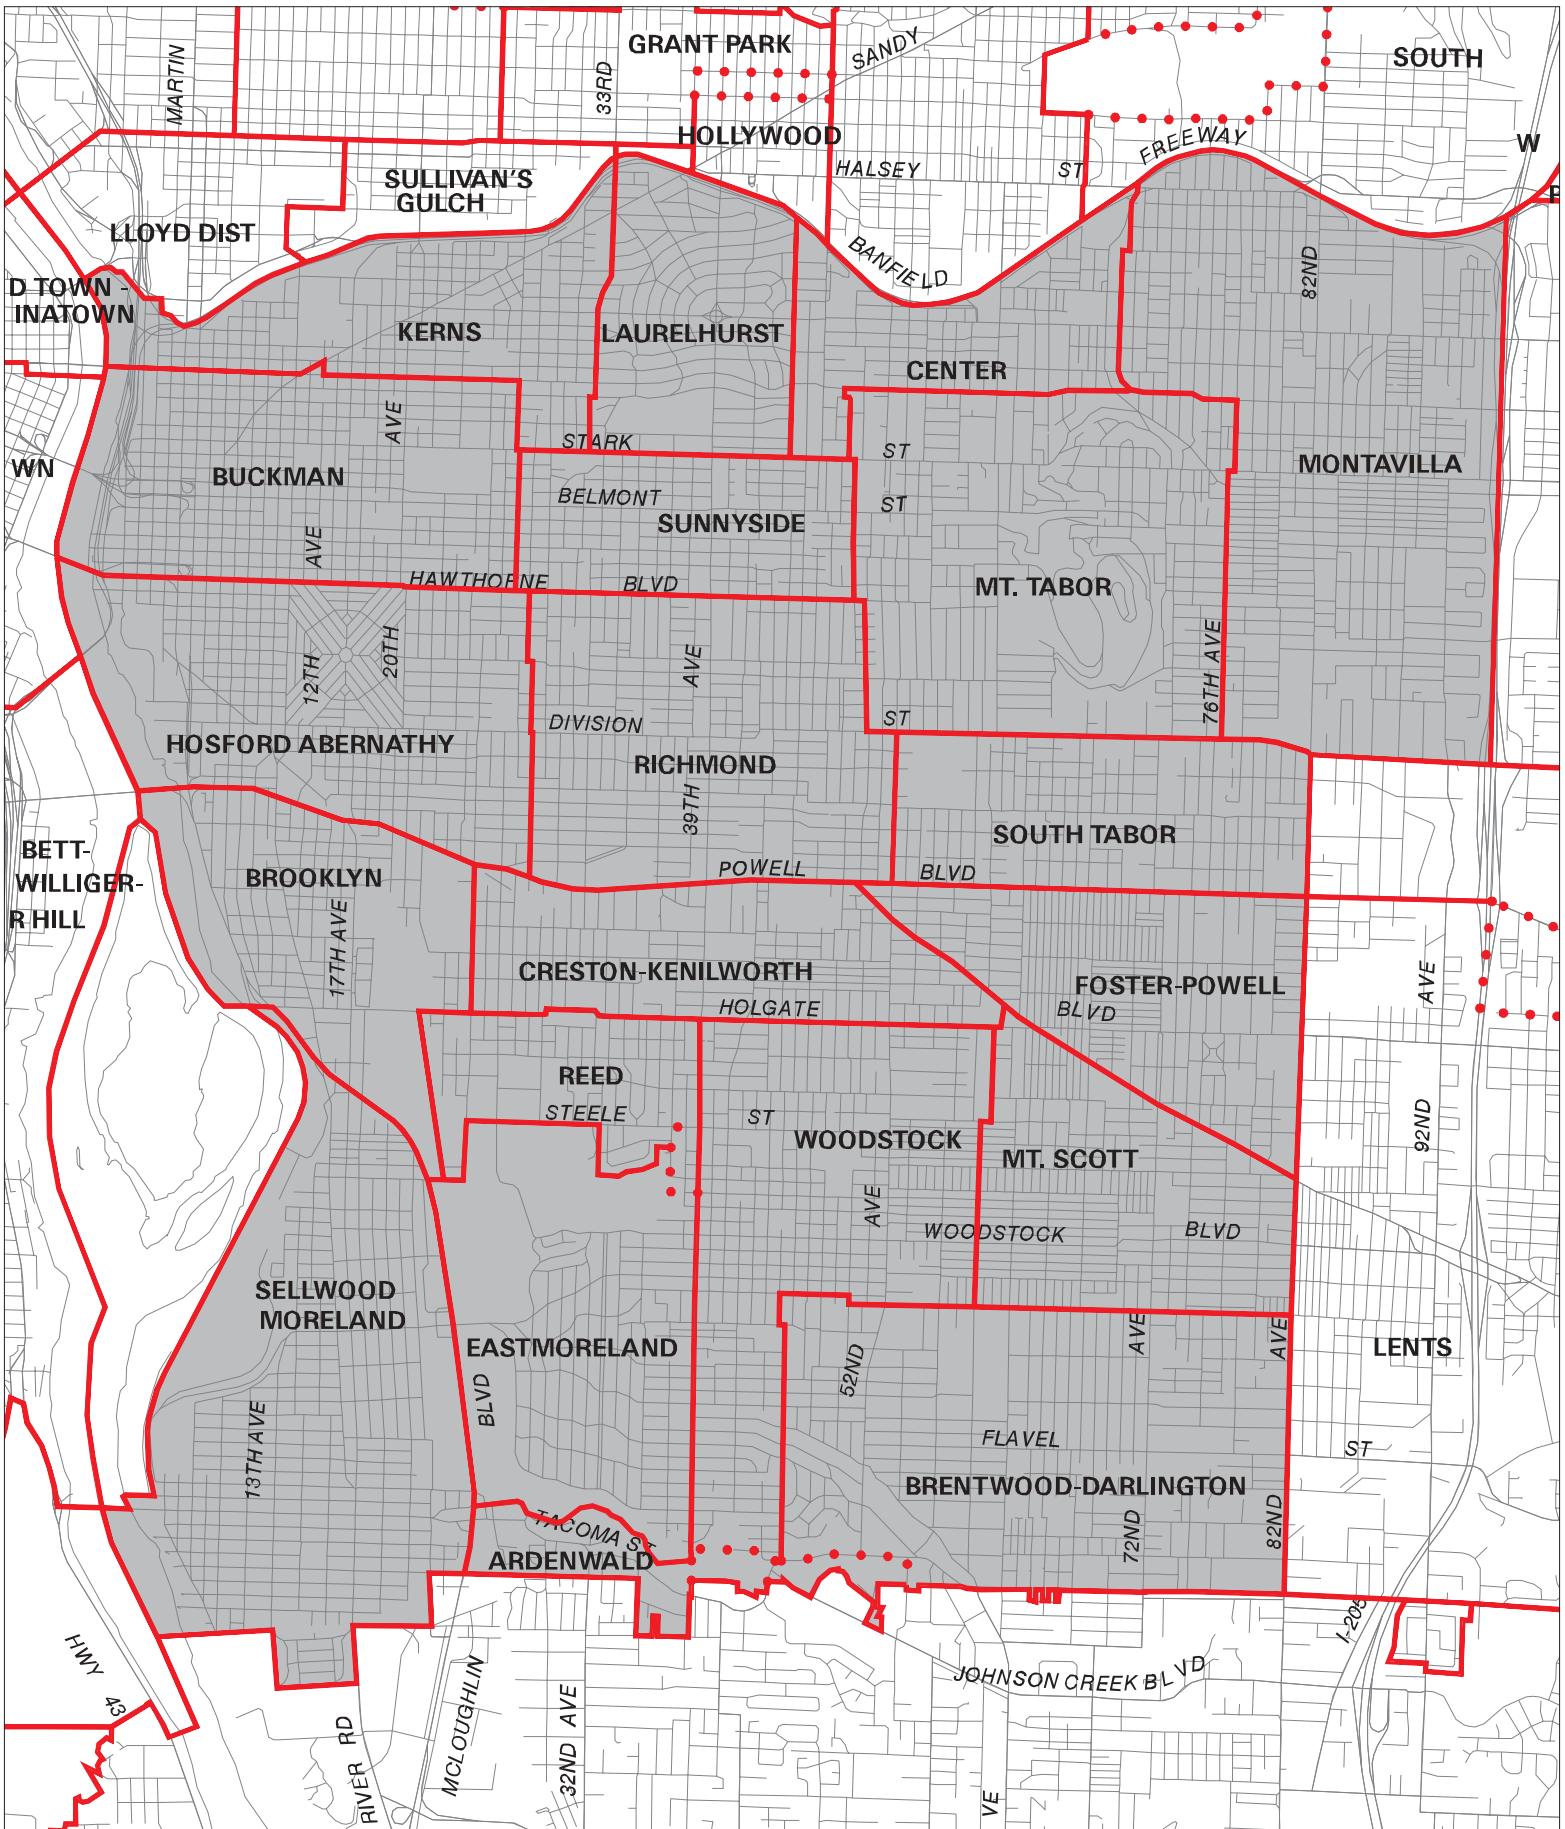 GRANT PARK
SANDY
SOUTH
MARTIN
33RD
HOLLYWOOD
FREEWAY
W
HALSEY
ST
SULLIVAN'S
GULCH
LLOYD DIST
BANFIELD
82ND
D TOWN -
INATOWN
KERNS
LAURELHURST
CENTER
AVE
STARK
ST
WN
BUCKMAN
BELMONT
ST
MONTAVILLA
SUNNYSIDE
AVE
HAWTHORNE
BLVD
MT. TABOR
12TH
20TH
AVE
76TH AVE
DIVISION
ST
HOSFORD ABERNATHY
RICHMOND
39TH
SOUTH TABOR
BETT-
WILLIGER-
R HILL
BROOKLYN
POWELL
BLVD
17TH AVE
CRESTON-KENILWORTH
FOSTER-POWELL
AVE
HOLGATE
BLVD
REED
STEELE
ST
WOODSTOCK
MT. SCOTT
92ND
AVE
WOODSTOCK
BLVD
SELLWOOD
MORELAND
EASTMORELAND
AVE
AVE
LENTS
52ND
BLVD
13TH AVE
FLAVEL
ST
BRENTWOOD-DARLINGTON
72ND
82ND
TACOMA ST
ARDENWALD
I-205
HWY
43
JOHNSON CREEK BLVD
RIVER RD
MCLOUGHLIN
32ND AVE
VE